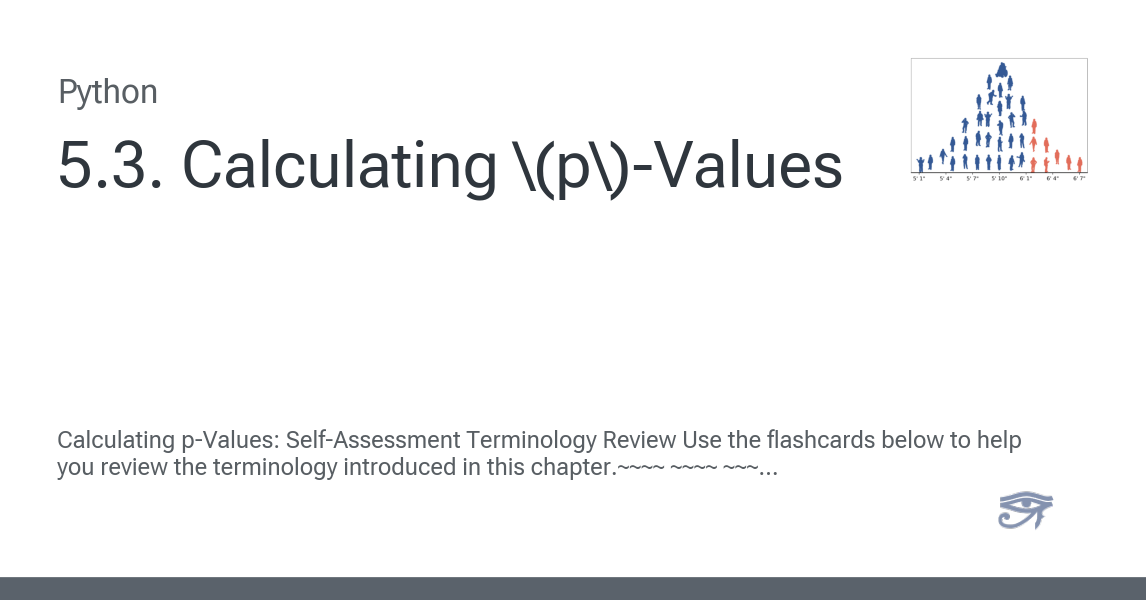 Python
5.3. Calculating \(p\)-Values
5' 1" 5' 4" 5' 7" 5' 10" 6' 1" 6' 4" 6' 7"
Calculating p-Values: Self-Assessment Terminology Review Use the flashcards below to help
you review the terminology introduced in this chapter.~~~~ ~~~~ ~~~...